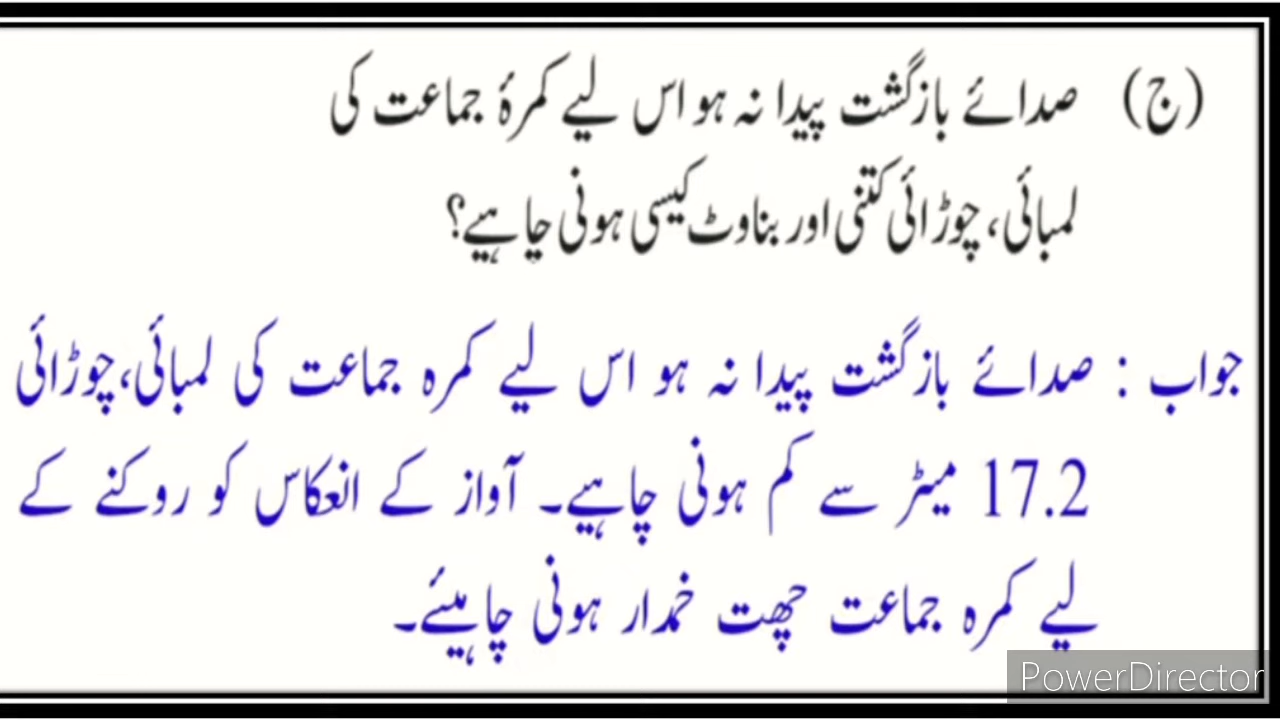 (ج) صدائے بازگشت پیدا نہ ہو اس لیے کمرۂ جماعت کی
لمبائی، چوڑائی کتنی اور بناوٹ کیسی ہونی چاہیے؟
جواب : صدائے بازگشت پیدا نہ ہو اس لیے کمرہ جماعت کی لمبائی،چوڑائی
17.2 میٹر سے کم ہونی چاہیے۔ آواز کے انعکاس کو روکنے کے
لیے کمرہ جماعت چھت خمدار ہونی چاہیئے۔
PowerDirector